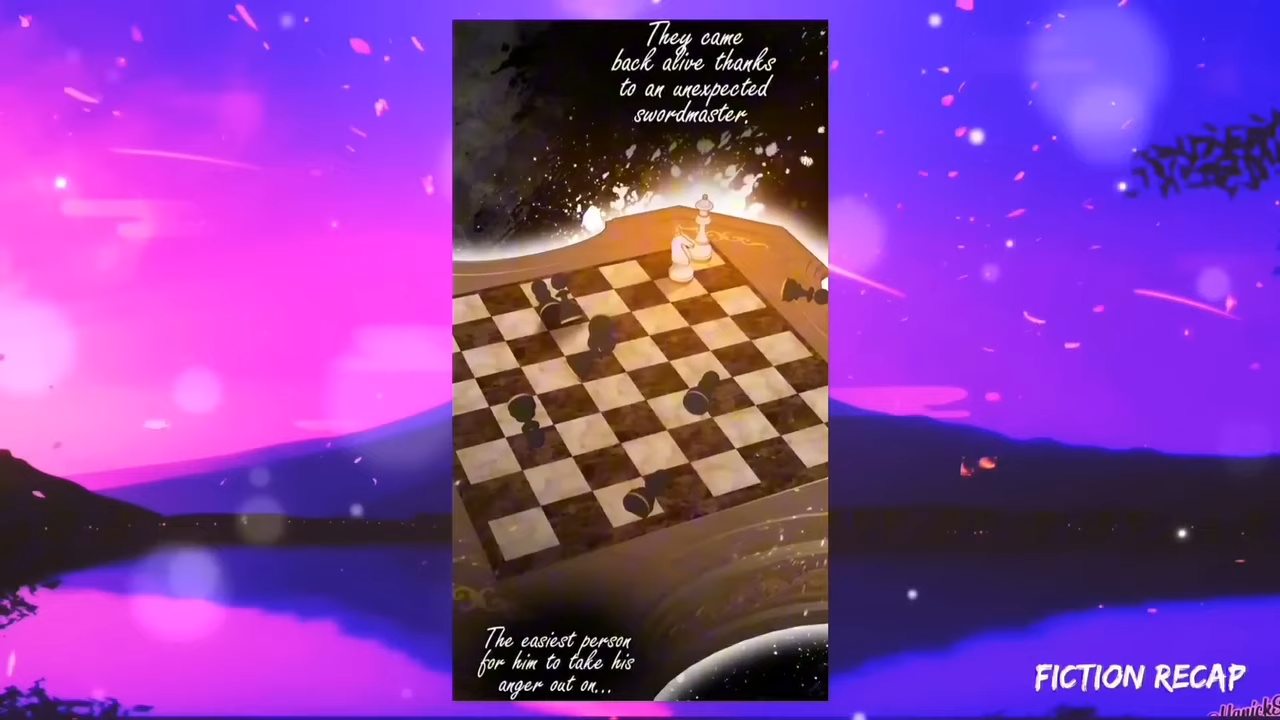 They came
back alive thanks
to an unexpected
swordmaster.
The easiest person
for him to take his
anger out on...
FICTION RECAP